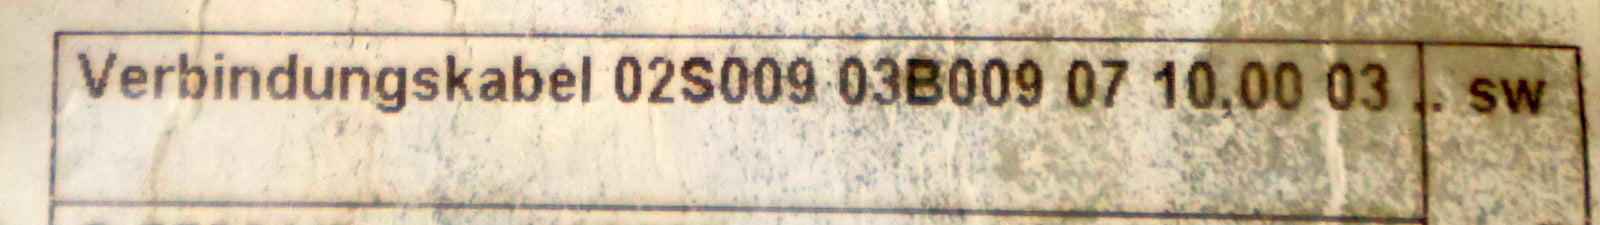 Verbindungskabel 02S009 03B009 07 10,00 03 .. sw